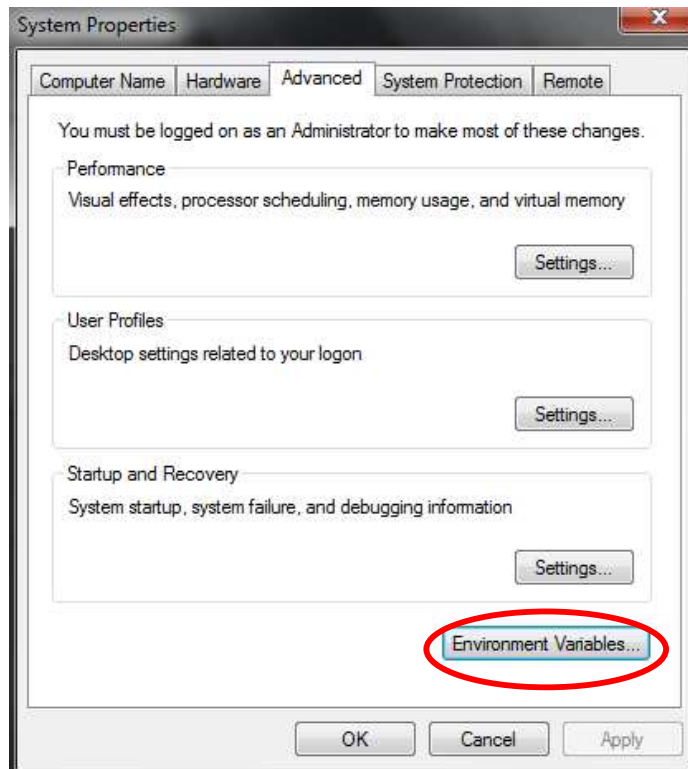 System Properties
Computer Name Hardware Advanced System Protection Remote
You must be logged on as an Administrator to make most of these changes.
Performance
Visual effects, processor scheduling, memory usage, and virtual memory
Settings...
User Profiles
Desktop settings related to your logon
Settings...
Startup and Recovery
System startup, system failure, and debugging information
Settings...
Environment Variables...
OK Cancel Apply